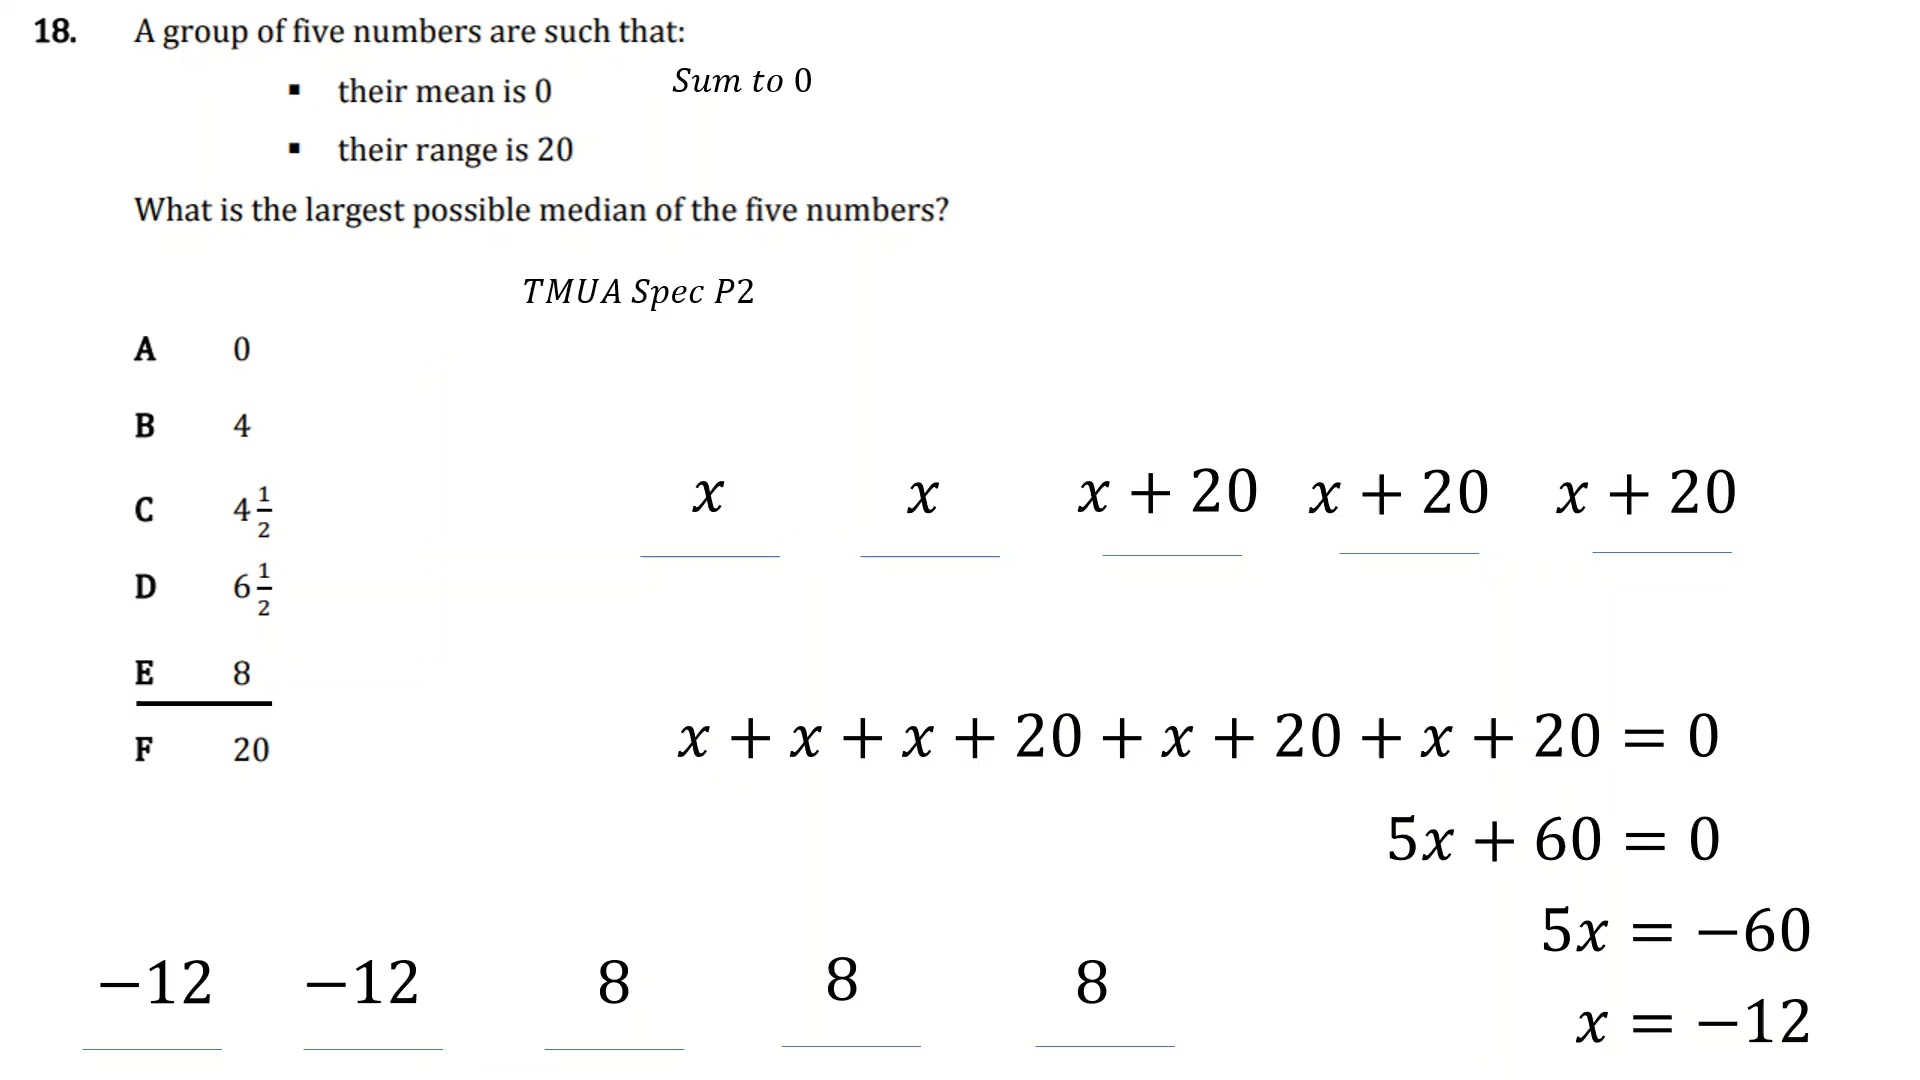 18. A group of five numbers are such that:
▪ their mean is 0 Sum to 0
▪ their range is 20
What is the largest possible median of the five numbers?
TMUA Spec P2
A 0
B 4
C 4 1/2
D 6 1/2
E 8
F 20
x x x + 20 x + 20 x + 20
x + x + x + 20 + x + 20 + x + 20 = 0
5x + 60 = 0
5x = −60
x = −12
−12 −12 8 8 8